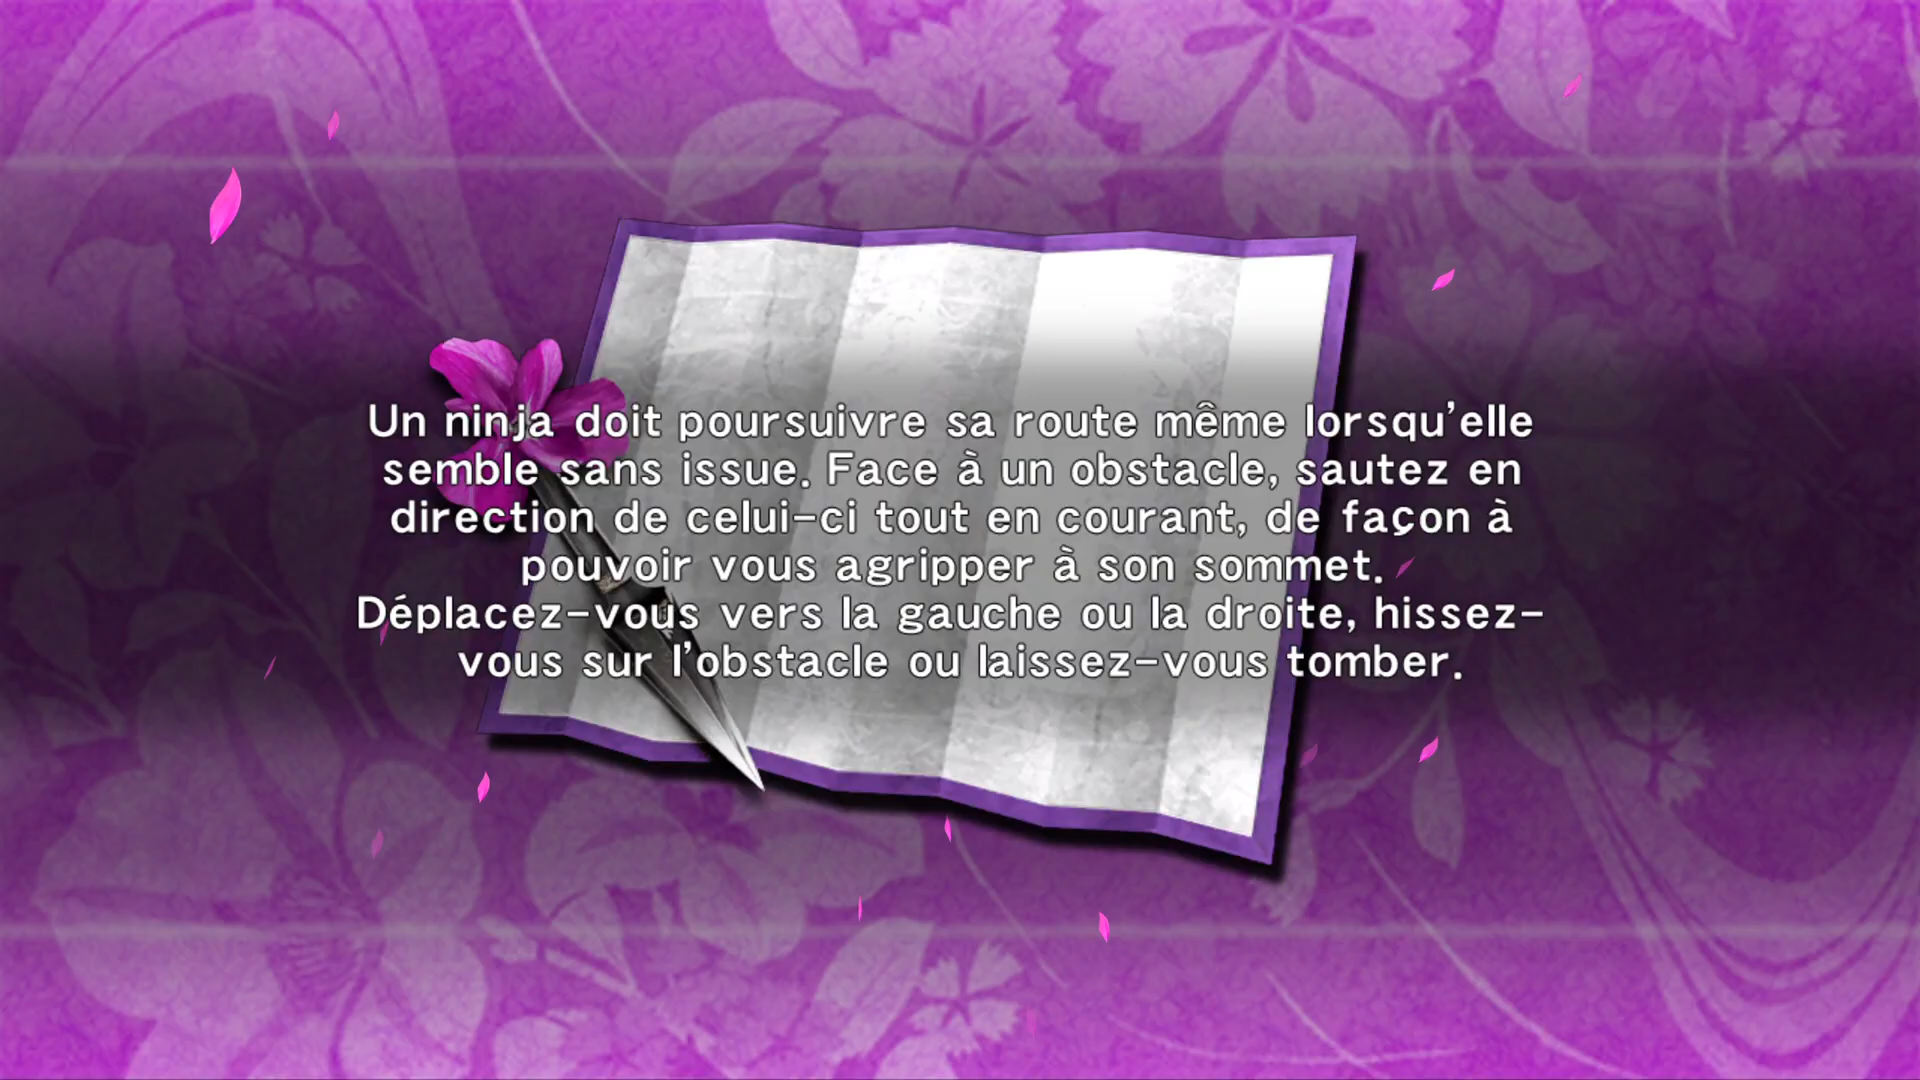 Un ninja doit poursuivre sa route même lorsqu’elle
semble sans issue. Face à un obstacle, sautez en
direction de celui-ci tout en courant, de façon à
pouvoir vous agripper à son sommet.
Déplacez-vous vers la gauche ou la droite, hissez-
vous sur l’obstacle ou laissez-vous tomber.